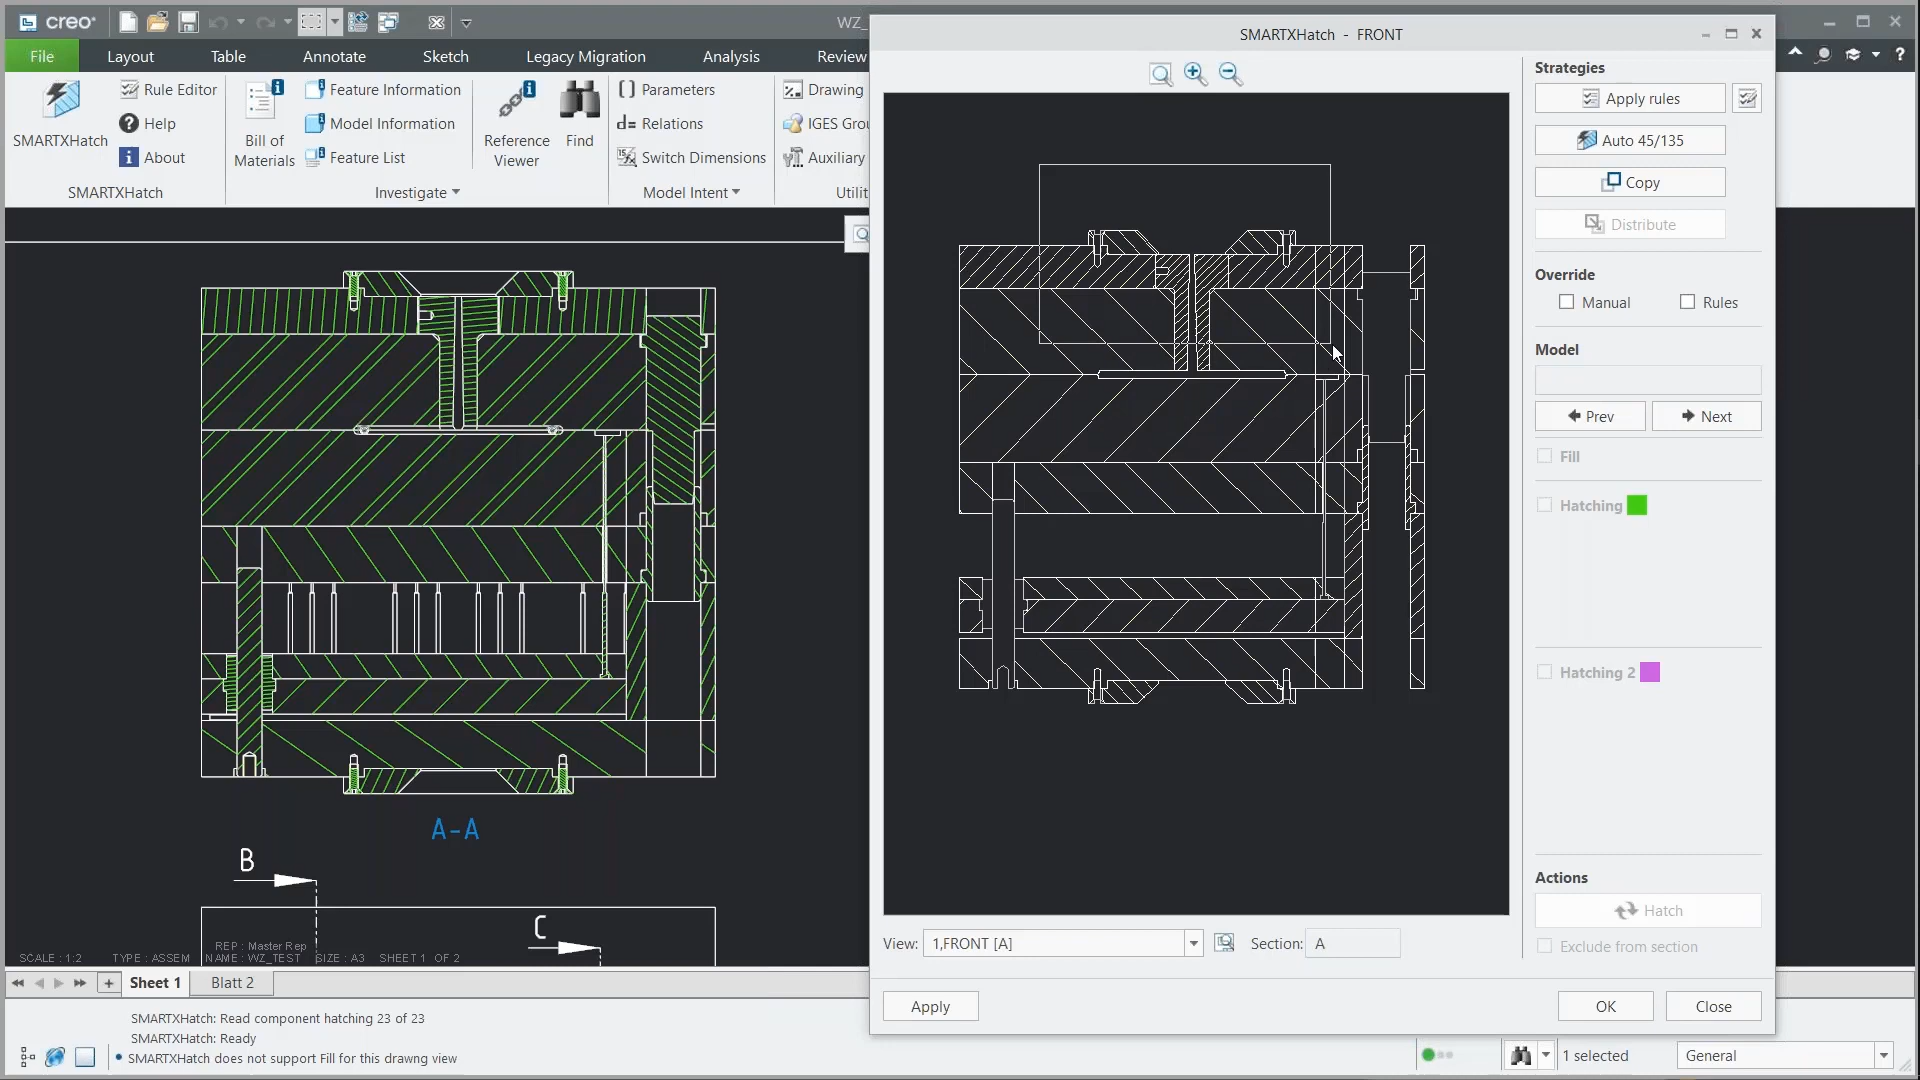 creo
WZ_
File
Layout
Table
Annotate
Sketch
Legacy Migration
Analysis
Review
SMARTXHatch
Rule Editor
Help
About
SMARTXHatch
Bill of
Materials
Feature Information
Model Information
Feature List
Reference
Viewer
Find
Investigate
Parameters
Relations
Switch Dimensions
Model Intent
Drawing
IGES Grou
Auxiliary
Utilit
SMARTXHatch - FRONT
Strategies
Apply rules
Auto 45/135
Copy
Distribute
Override
Manual
Rules
Model
Prev
Next
Fill
Hatching
Hatching 2
Actions
Hatch
Exclude from section
View:
1,FRONT [A]
Section:
A
Apply
OK
Close
A-A
B
C
REP : Master Rep
SCALE : 1:2 TYPE : ASSEM NAME : WZ_TEST SIZE : A3 SHEET 1 OF 2
Sheet 1
Blatt 2
SMARTXHatch: Read component hatching 23 of 23
SMARTXHatch: Ready
SMARTXHatch does not support Fill for this drawng view
1 selected
General